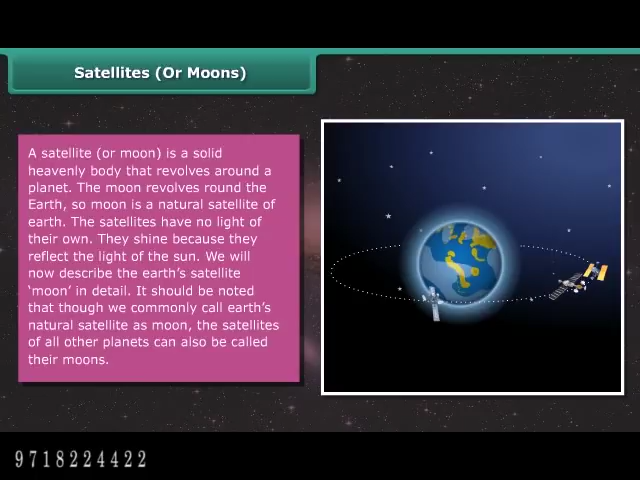 Satellites (Or Moons)
A satellite (or moon) is a solid
heavenly body that revolves around a
planet. The moon revolves round the
Earth, so moon is a natural satellite of
earth. The satellites have no light of
their own. They shine because they
reflect the light of the sun. We will
now describe the earth's satellite
'moon' in detail. It should be noted
that though we commonly call earth's
natural satellite as moon, the satellites
of all other planets can also be called
their moons.
9718224422